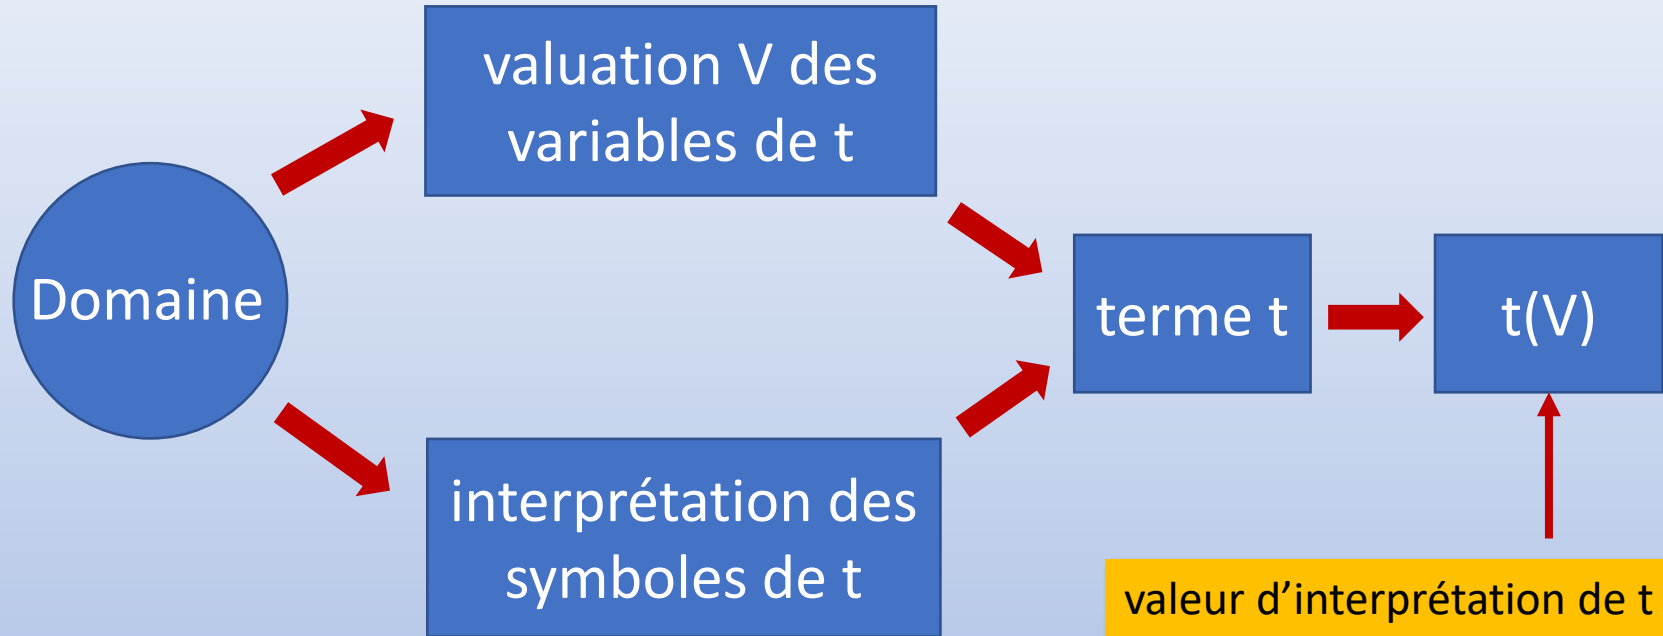 valuation V des
variables de t
Domaine
terme t
t(V)
interprétation des
symboles de t
valeur d’interprétation de t